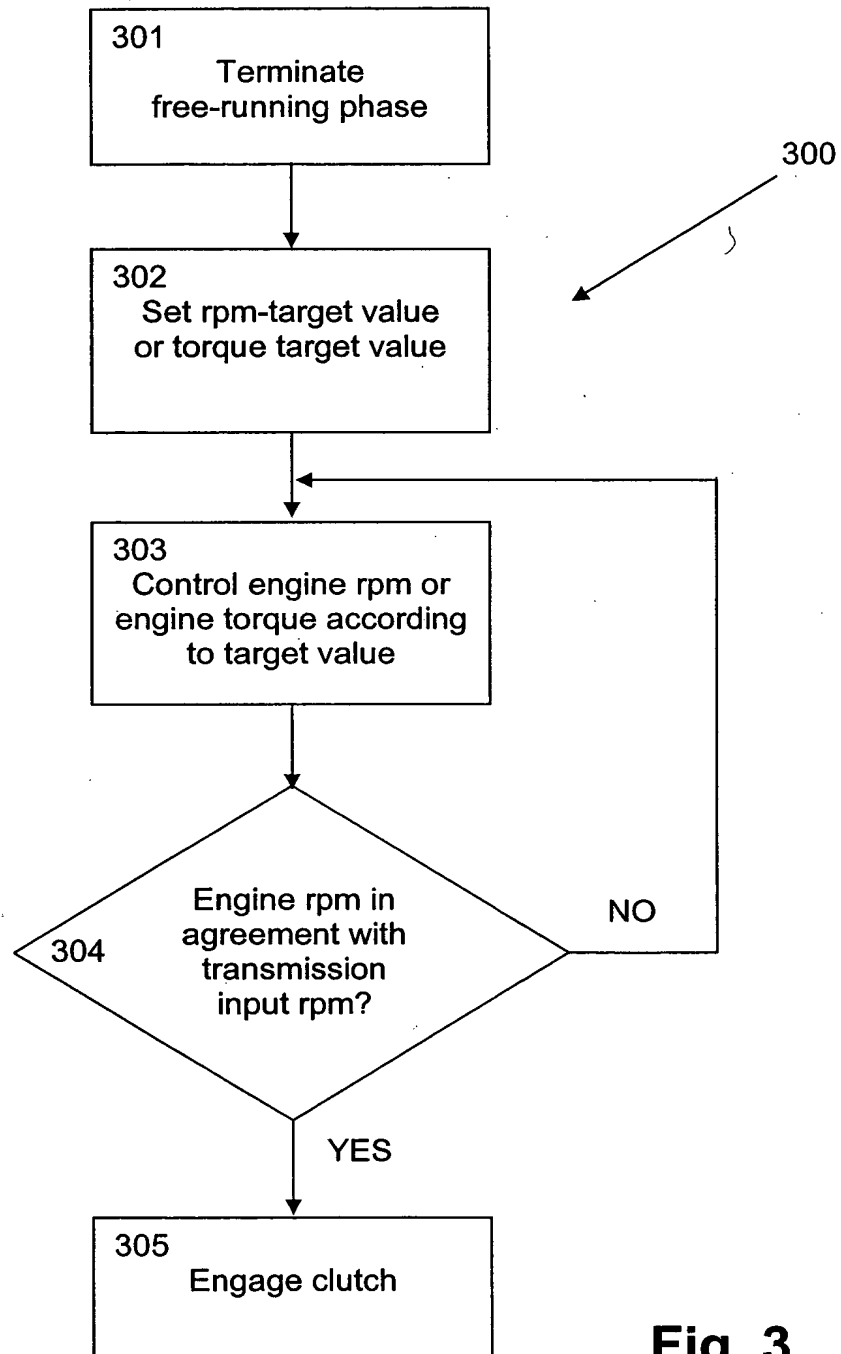 301
Terminate
free-running phase
300
302
Set rpm-target value
or torque target value
303
Control engine rpm or
engine torque according
to target value
304
Engine rpm in
agreement with
transmission
input rpm?
NO
YES
305
Engage clutch
Fig. 3